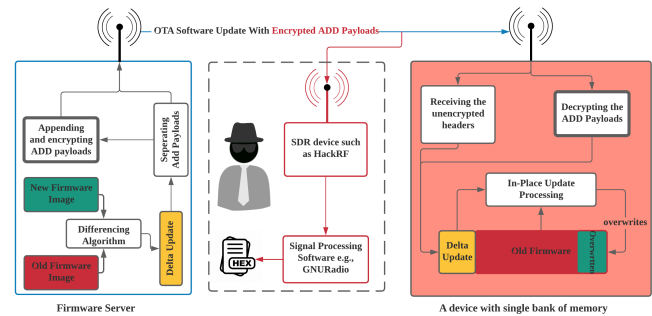 OTA Software Update With Encrypted ADD Payloads
Appending
and encrypting
ADD payloads
Seperating
Add Payloads
New Firmware
Image
Differencing
Algorithm
Old Firmware
Image
Delta Update
Firmware Server
SDR device such
as HackRF
Signal Processing
Software e.g.,
GNURadio
HEX
Receiving the
unencrypted
headers
Decrypting the
ADD Payloads
In-Place Update
Processing
overwrites
Delta
Update
Old Firmware
Overwritten
A device with single bank of memory